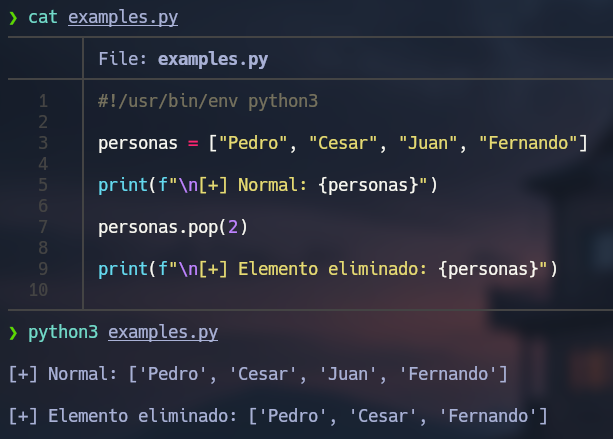 ❯ cat examples.py
File: examples.py
1 #!/usr/bin/env python3
2
3 personas = ["Pedro", "Cesar", "Juan", "Fernando"]
4
5 print(f"\n[+] Normal: {personas}")
6
7 personas.pop(2)
8
9 print(f"\n[+] Elemento eliminado: {personas}")
10
❯ python3 examples.py
[+] Normal: ['Pedro', 'Cesar', 'Juan', 'Fernando']
[+] Elemento eliminado: ['Pedro', 'Cesar', 'Fernando']